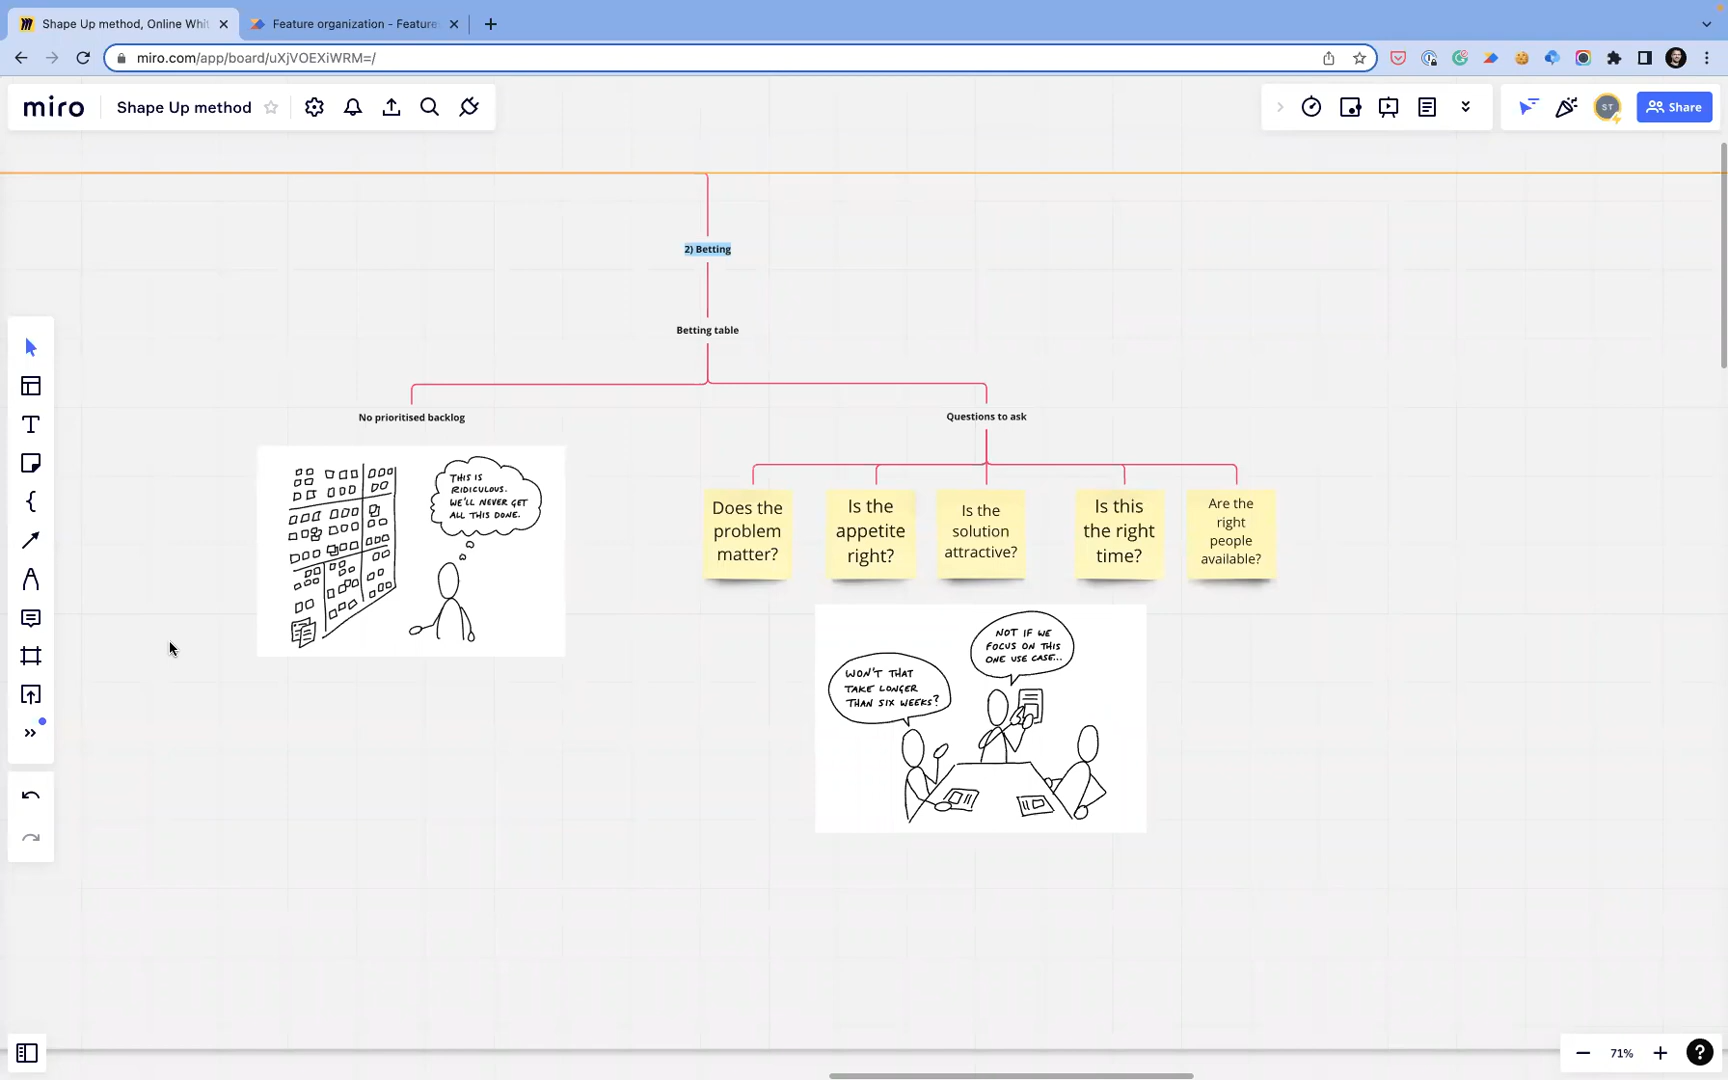 Shape Up method, Online Whi
Feature organization - Feature
miro.com/app/board/uXjVOEXiWRM=/
miro
Shape Up method
ST
Share
2) Betting
Betting table
No prioritised backlog
Questions to ask
THIS IS
RIDICULOUS.
WE'LL NEVER GET
ALL THIS DONE.
Does the
problem
matter?
Is the
appetite
right?
Is the
solution
attractive?
Is this
the right
time?
Are the
right
people
available?
WON'T THAT
TAKE LONGER
THAN SIX WEEKS?
NOT IF WE
FOCUS ON THIS
ONE USE CASE...
71%